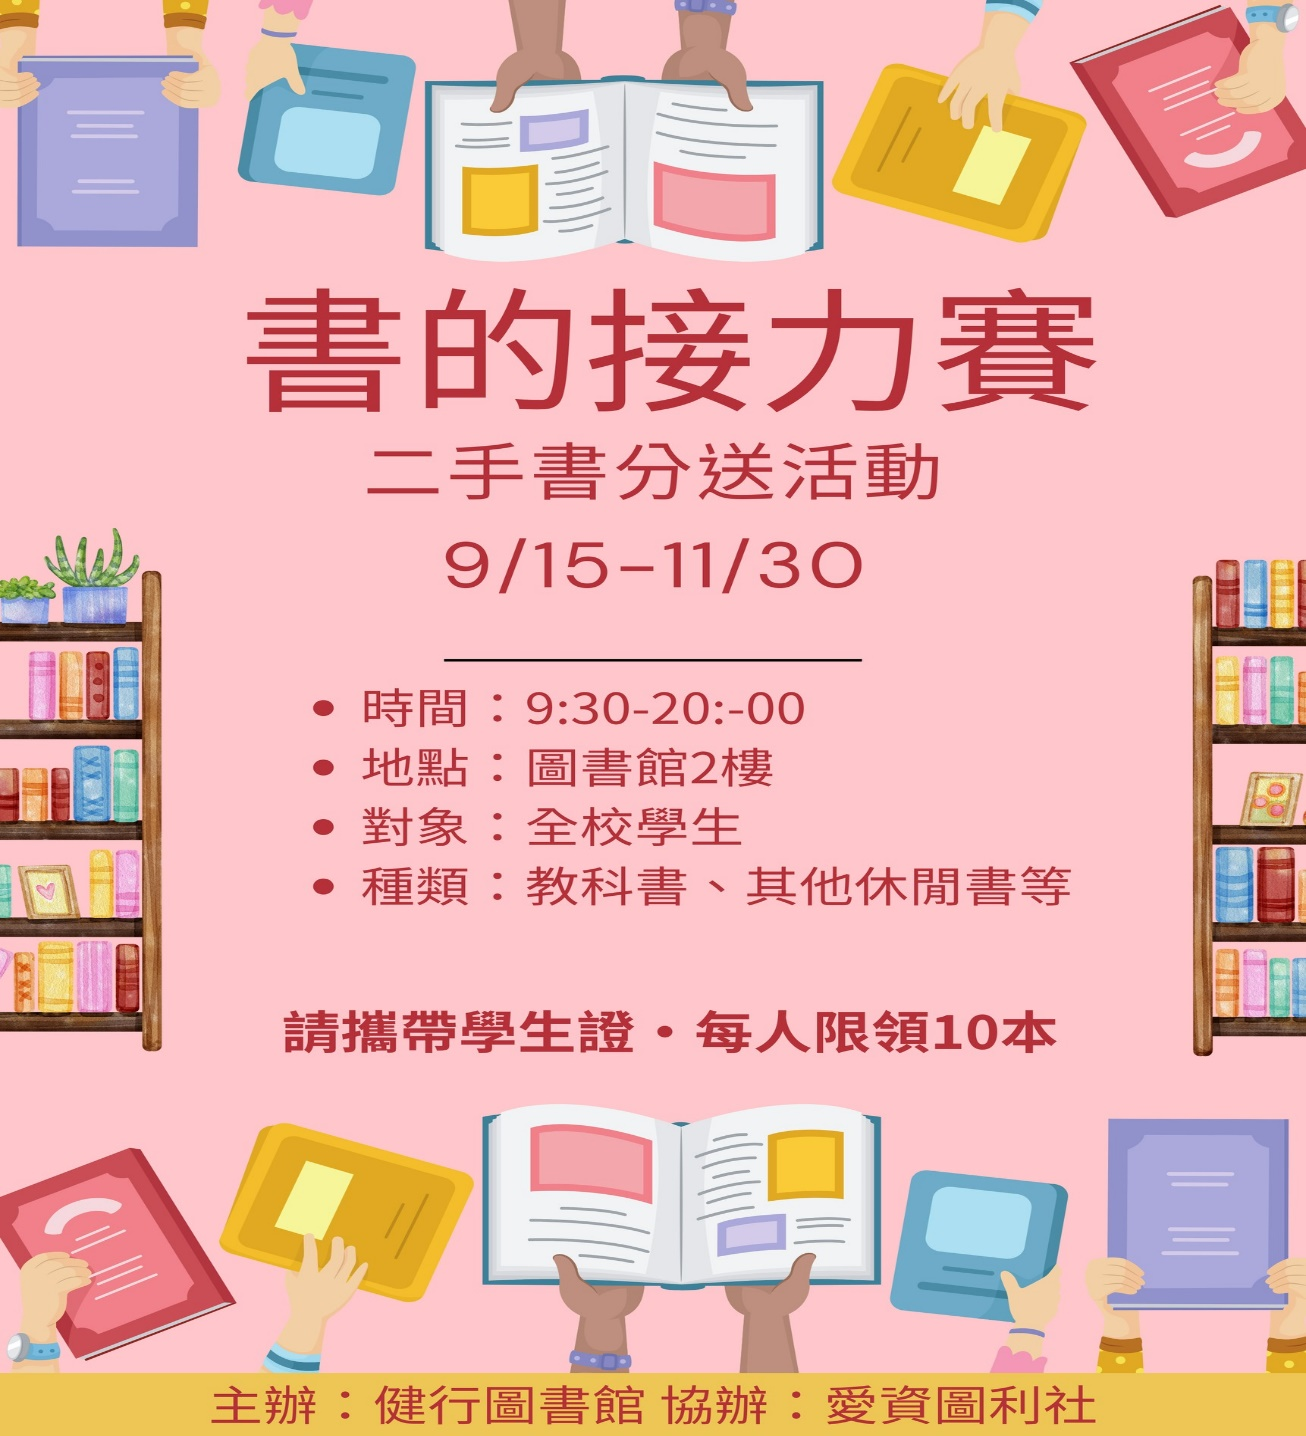 書的接力賽
二手書分送活動
9/15-11/30
• 時間：9:30-20:-00
• 地點：圖書館2樓
• 對象：全校學生
• 種類：教科書、其他休閒書等
請攜帶學生證•每人限領10本
主辦：健行圖書館 協辦：愛資圖利社